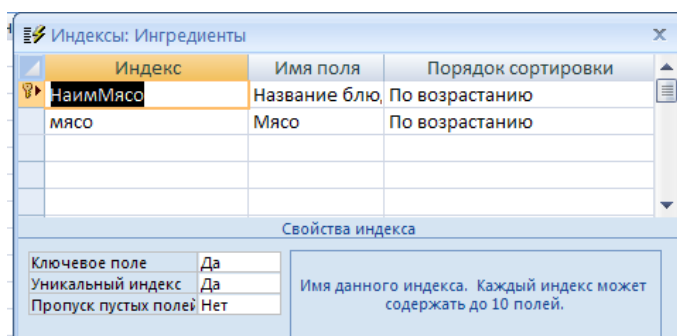 Индексы: Ингредиенты x
Индекс Имя поля Порядок сортировки
НаимМясо Название блю, По возрастанию
мясо Мясо По возрастанию
Свойства индекса
Ключевое поле Да
Уникальный индекс Да
Пропуск пустых полей Нет
Имя данного индекса. Каждый индекс может
содержать до 10 полей.